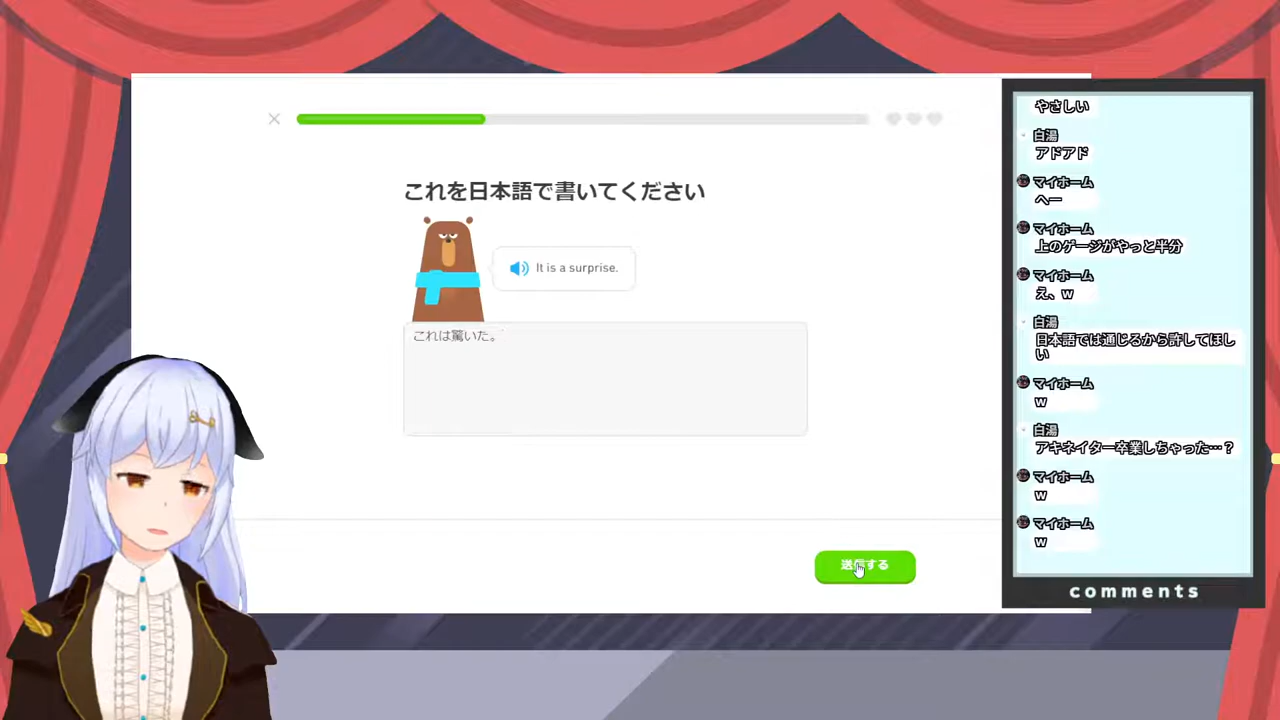 これを日本語で書いてください
It is a surprise.
これは驚いた。
送信する
やさしい
白湯
アドアド
マイホーム
へー
マイホーム
上のゲージがやっと半分
マイホーム
え、w
白湯
日本語では通じるから許してほし
い
マイホーム
w
白湯
アキネイター卒業しちゃった…？
マイホーム
w
マイホーム
w
comments